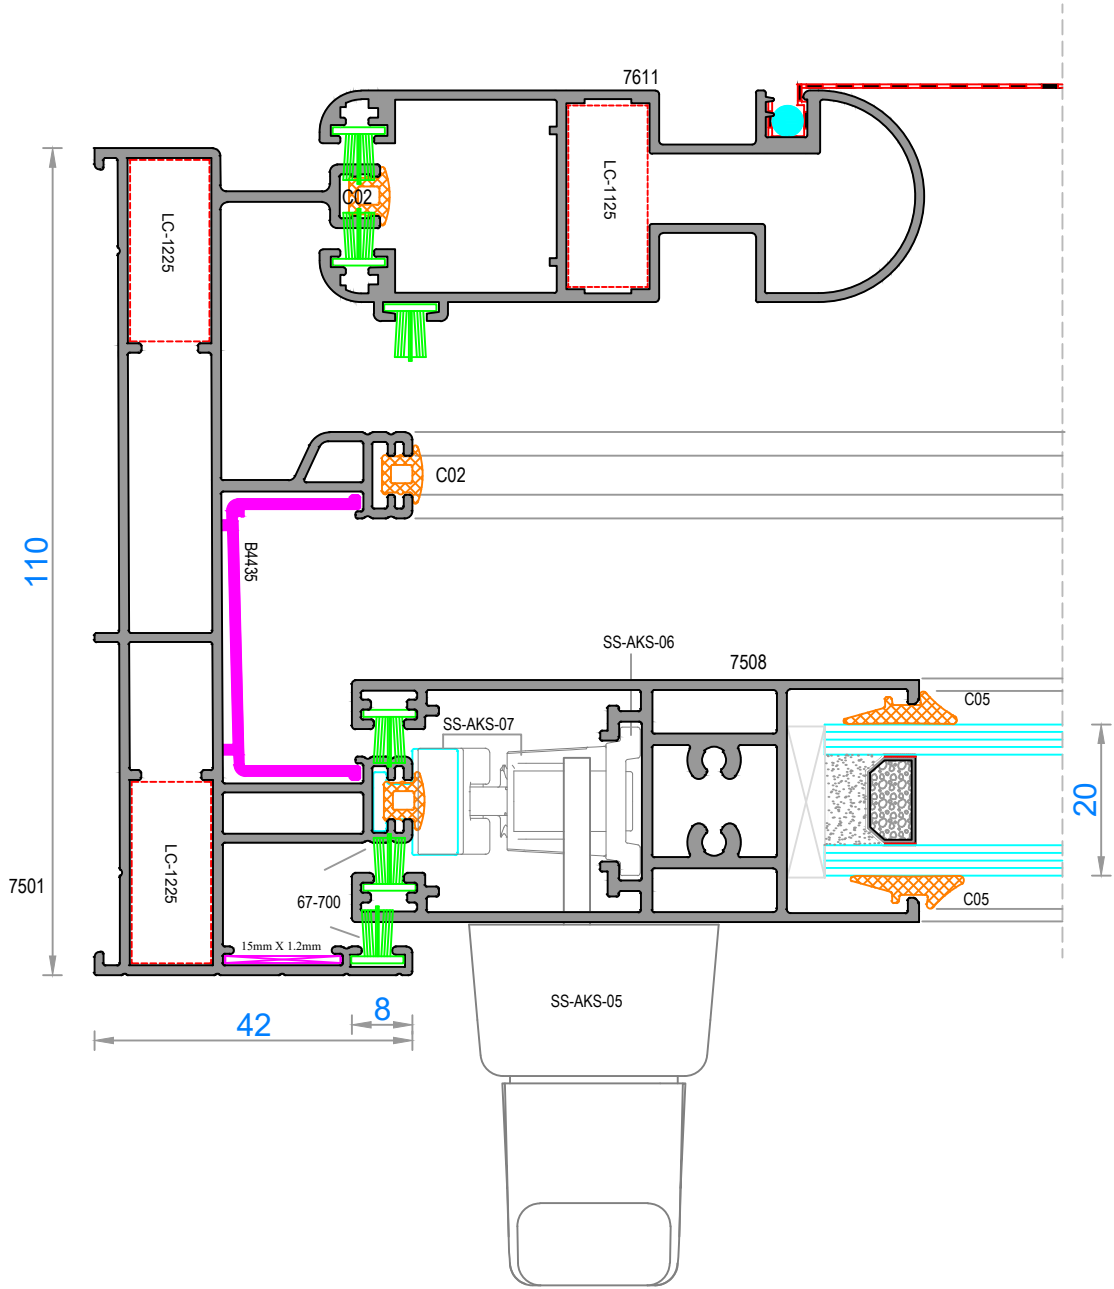 7611
LC-1125
C02
LC-1225
C02
110
B4435
SS-AKS-06
7508
C05
SS-AKS-07
20
LC-1225
7501
67-700
C05
15mm X 1.2mm
SS-AKS-05
8
42